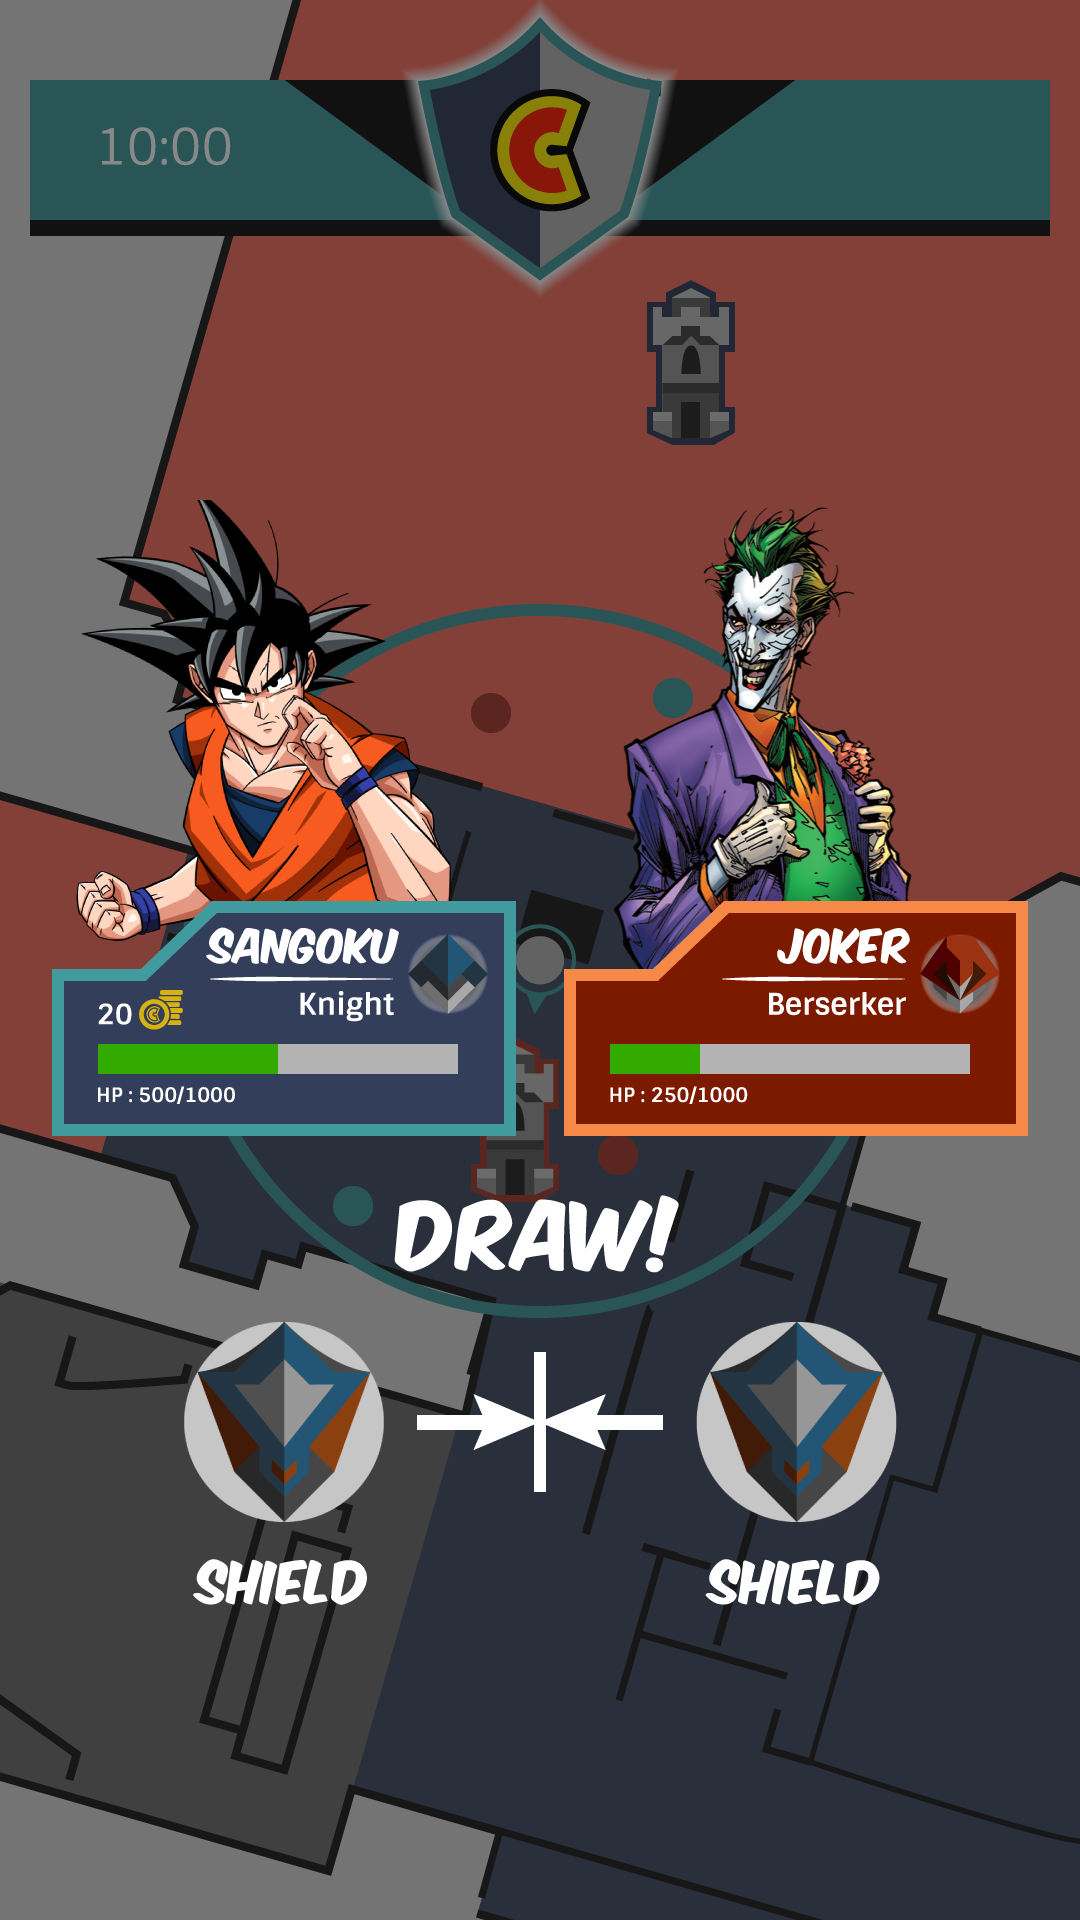 10:00
SANGOKU
Knight
20
HP : 500/1000
JOKER
Berserker
HP : 250/1000
DRAW!
SHIELD
SHIELD